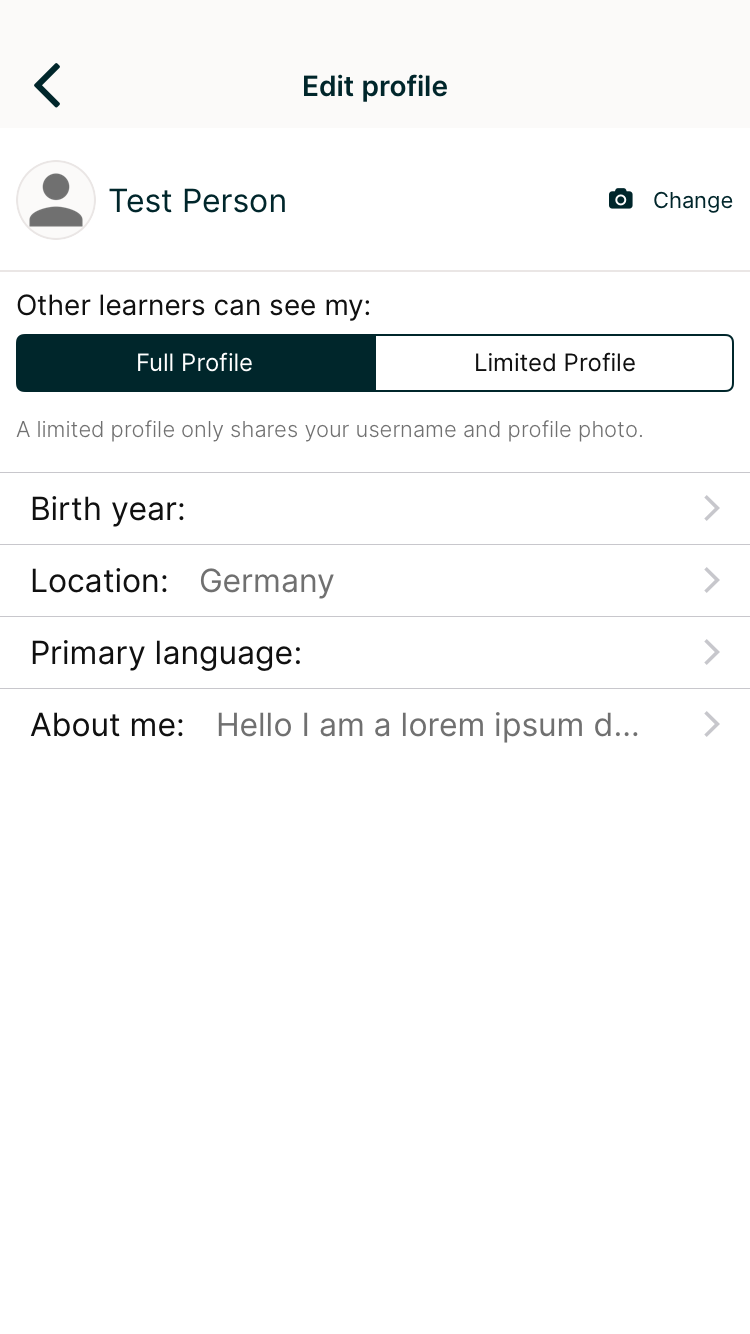 Edit profile
Test Person
Change
Other learners can see my:
Full Profile
Limited Profile
A limited profile only shares your username and profile photo.
Birth year:
Location: Germany
Primary language:
About me: Hello I am a lorem ipsum d...